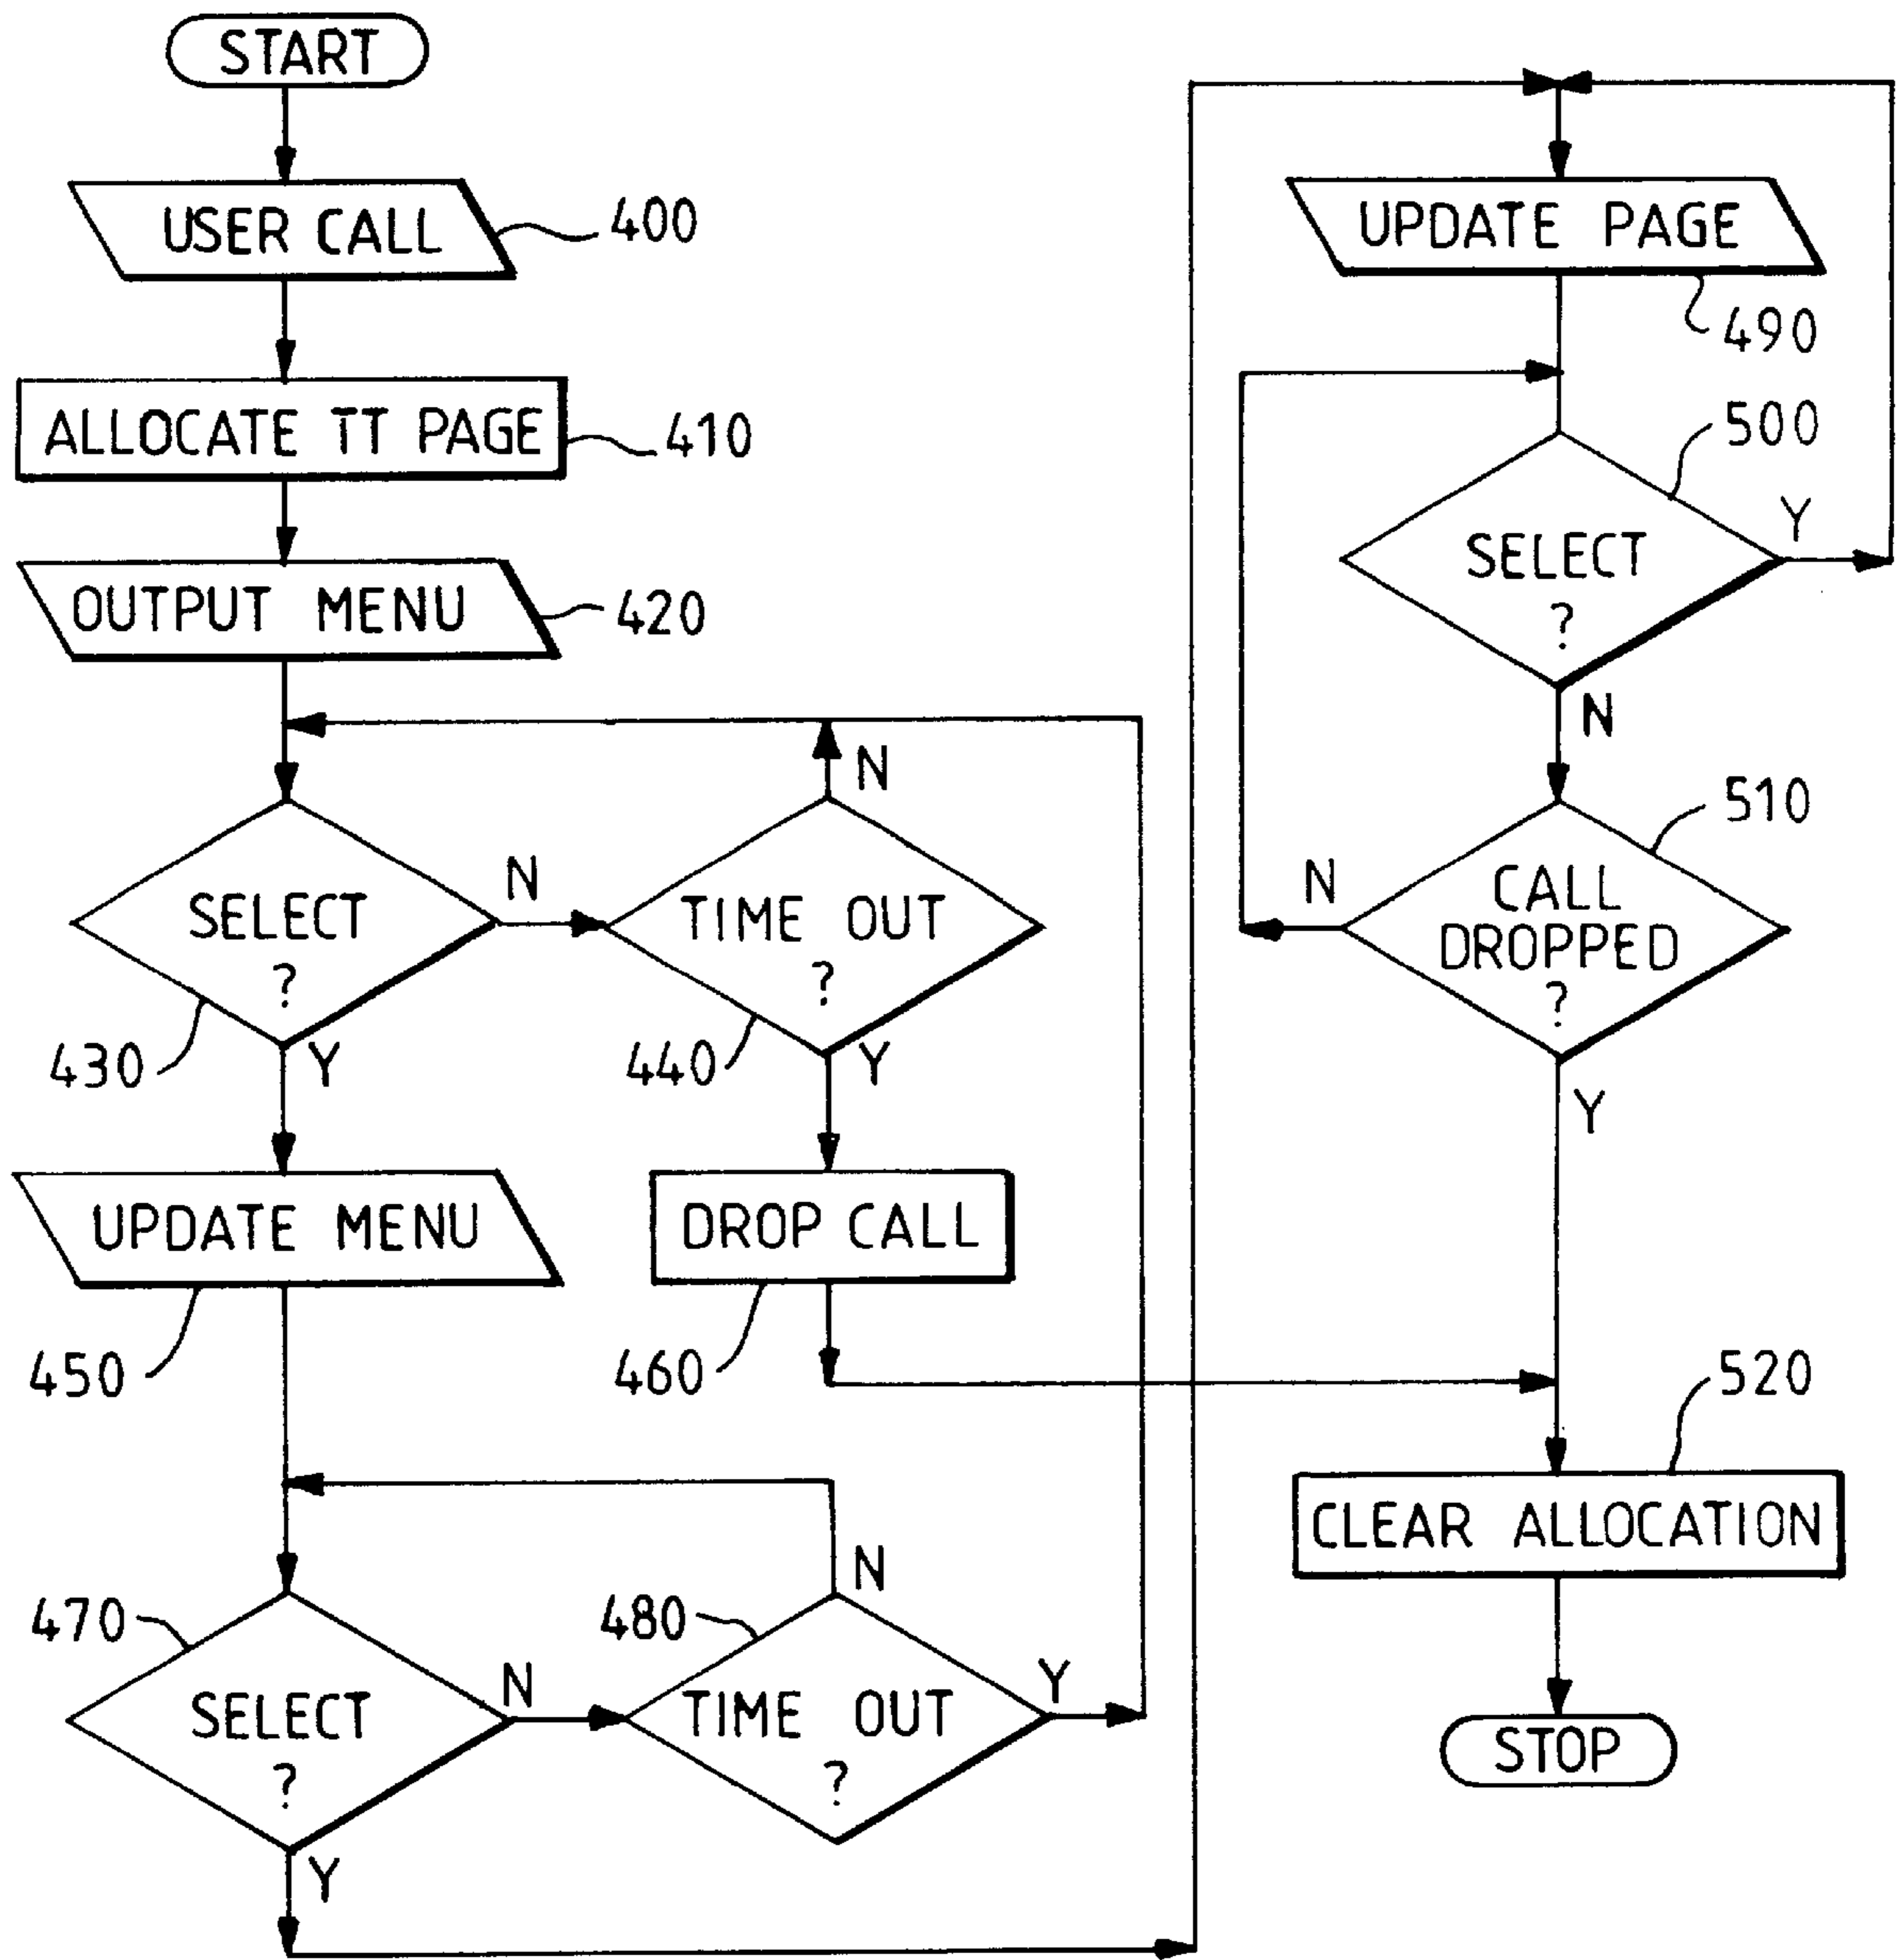 START
USER CALL
400
ALLOCATE TT PAGE
410
OUTPUT MENU
420
SELECT
?
430
N
Y
TIME OUT
?
440
N
Y
UPDATE MENU
450
DROP CALL
460
SELECT
?
470
N
Y
TIME OUT
?
480
N
Y
UPDATE PAGE
490
SELECT
?
500
Y
N
CALL
DROPPED
?
510
N
Y
CLEAR ALLOCATION
520
STOP